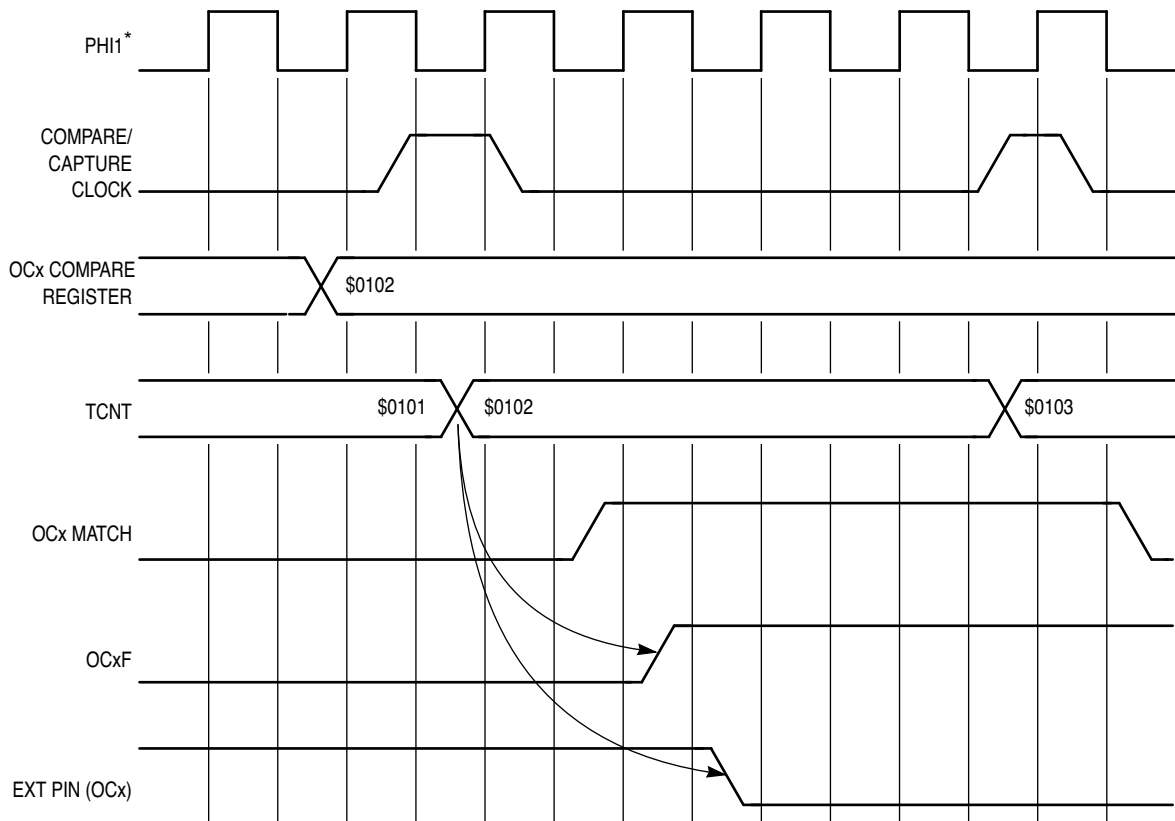 PHI1*
COMPARE/
CAPTURE
CLOCK
OCx COMPARE
REGISTER
$0102
TCNT
$0101
$0102
$0103
OCx MATCH
OCxF
EXT PIN (OCx)